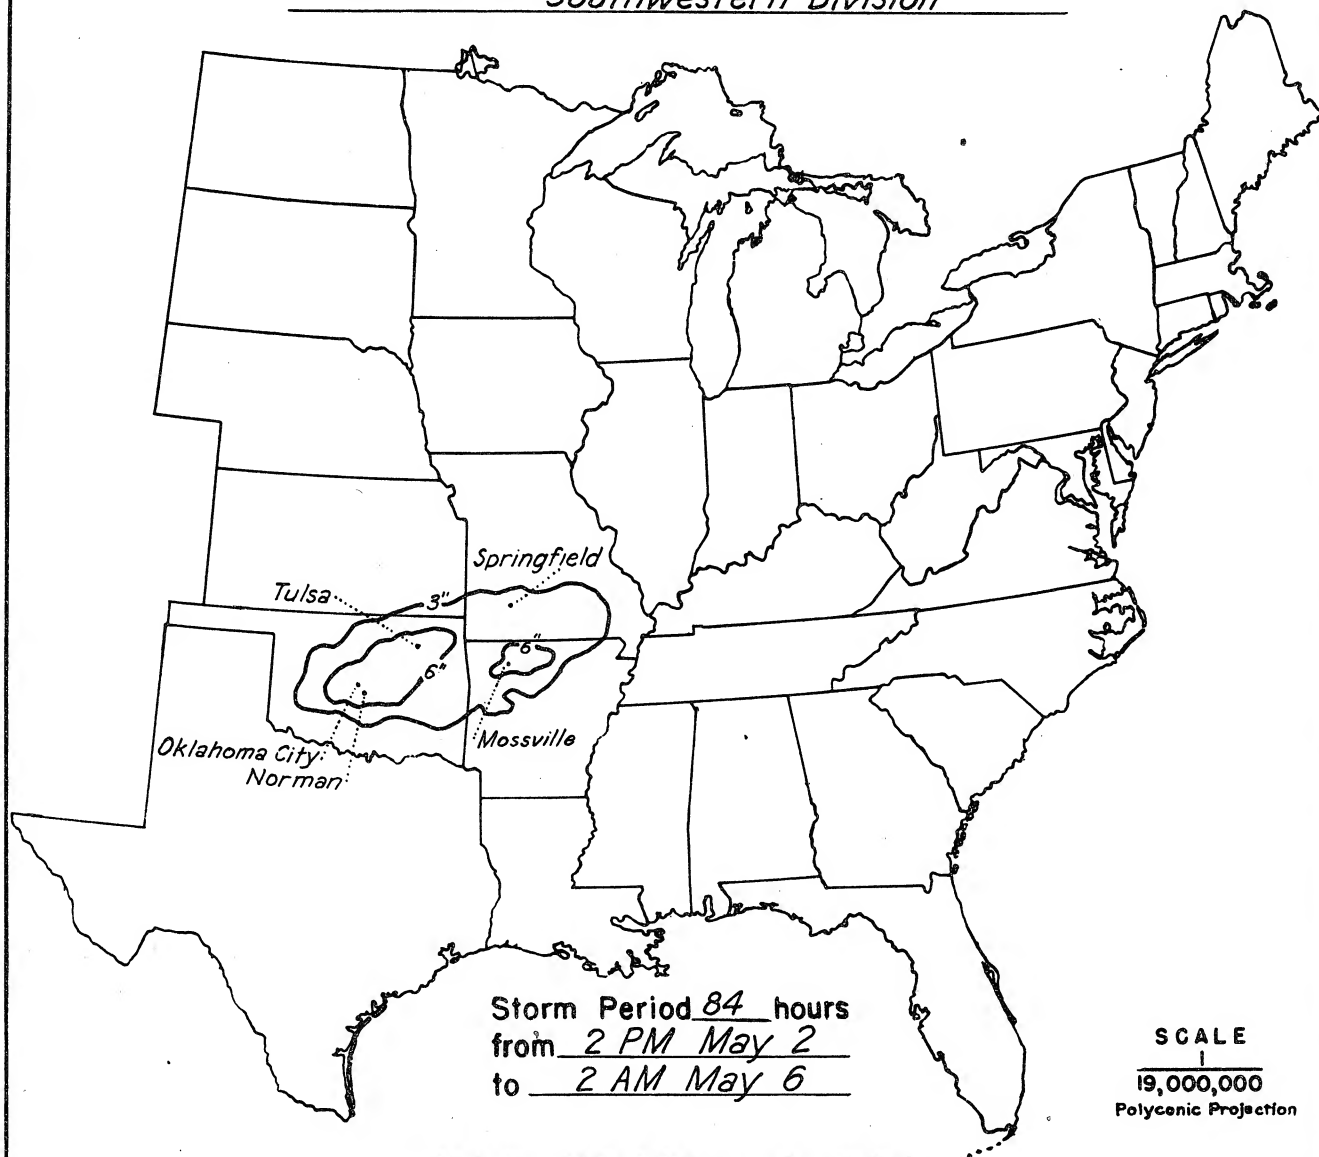 Southwestern Division
Springfield
Tulsa
3"
6"
6"
Oklahoma City
Norman
Mossville
Storm Period 84 hours
from 2 PM May 2
to 2 AM May 6
SCALE
1
19,000,000
Polyconic Projection